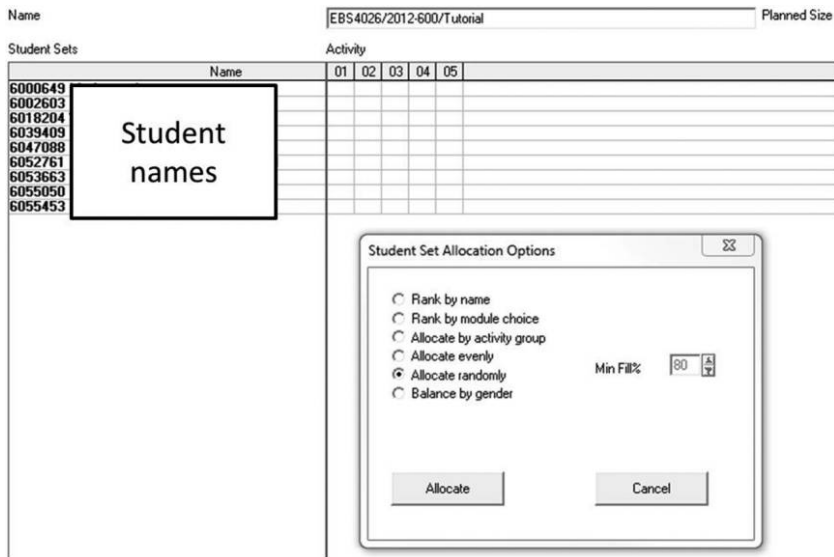 Name EBS4026/2012-600/Tutorial Planned Size
Student Sets Activity
Name 01 02 03 04 05
6000649
6002603
6018204
6039409
6047088
6052761
6053663
6055050
6055453
Student
names
Student Set Allocation Options
Rank by name
Rank by module choice
Allocate by activity group
Allocate evenly
Allocate randomly
Balance by gender
Min Fill% 80
Allocate Cancel